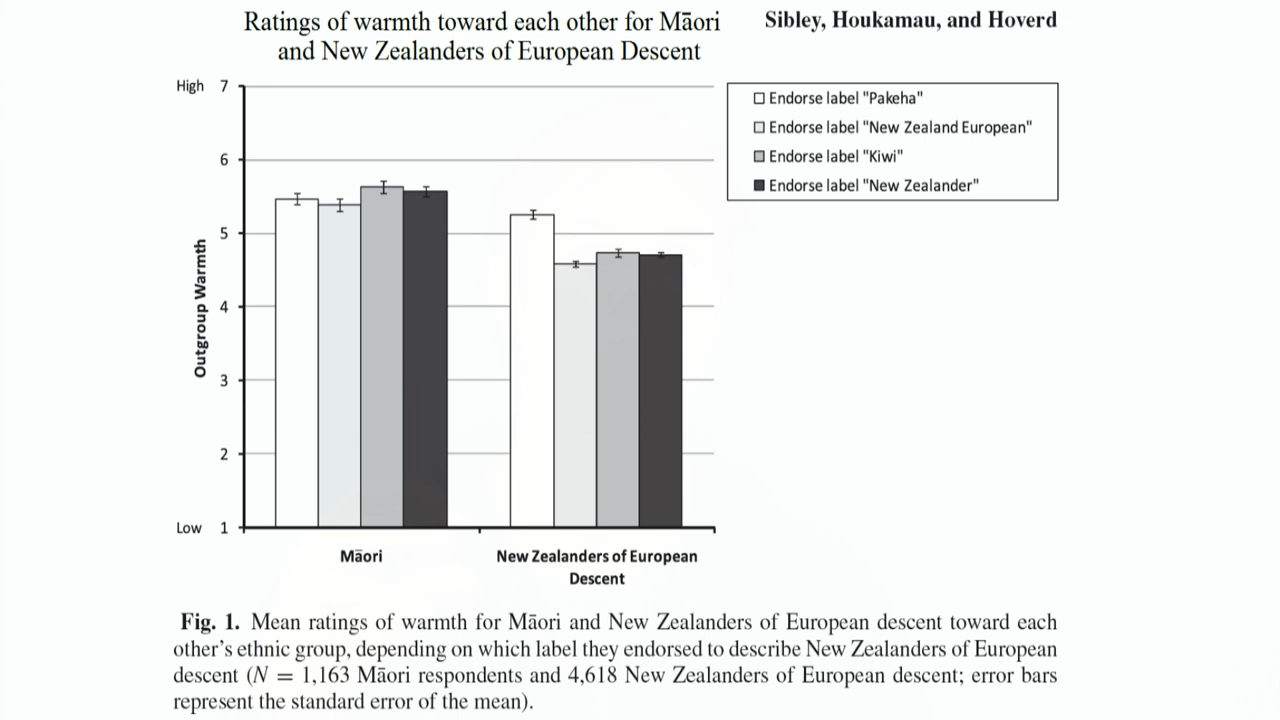 Ratings of warmth toward each other for Māori
and New Zealanders of European Descent
Sibley, Houkamau, and Hoverd
High 7
6
5
4
3
2
Low 1
Outgroup Warmth
Māori
New Zealanders of European
Descent
Endorse label "Pakeha"
Endorse label "New Zealand European"
Endorse label "Kiwi"
Endorse label "New Zealander"
Fig. 1. Mean ratings of warmth for Māori and New Zealanders of European descent toward each
other's ethnic group, depending on which label they endorsed to describe New Zealanders of European
descent (N = 1,163 Māori respondents and 4,618 New Zealanders of European descent; error bars
represent the standard error of the mean).